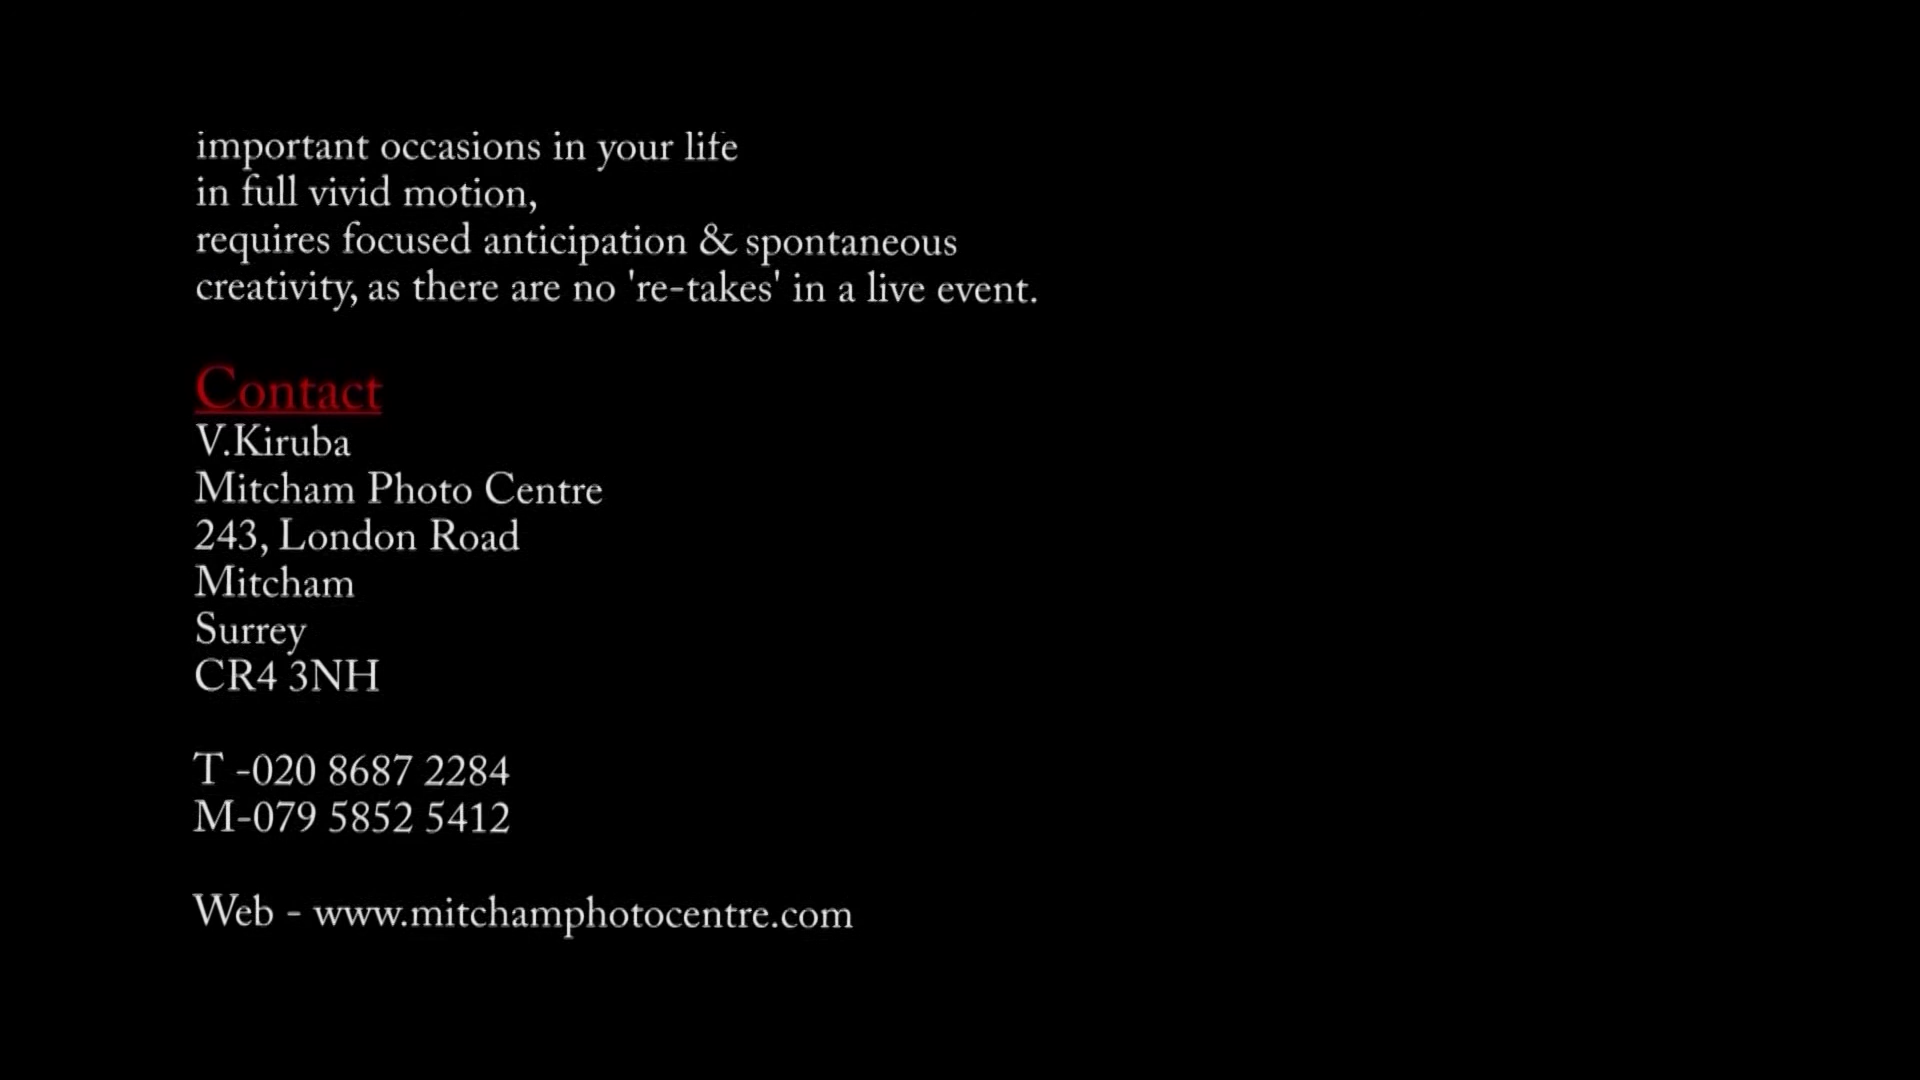 important occasions in your life
in full vivid motion,
requires focused anticipation & spontaneous
creativity, as there are no 're-takes' in a live event.
Contact
V.Kiruba
Mitcham Photo Centre
243, London Road
Mitcham
Surrey
CR4 3NH
T -020 8687 2284
M-079 5852 5412
Web - www.mitchamphotocentre.com